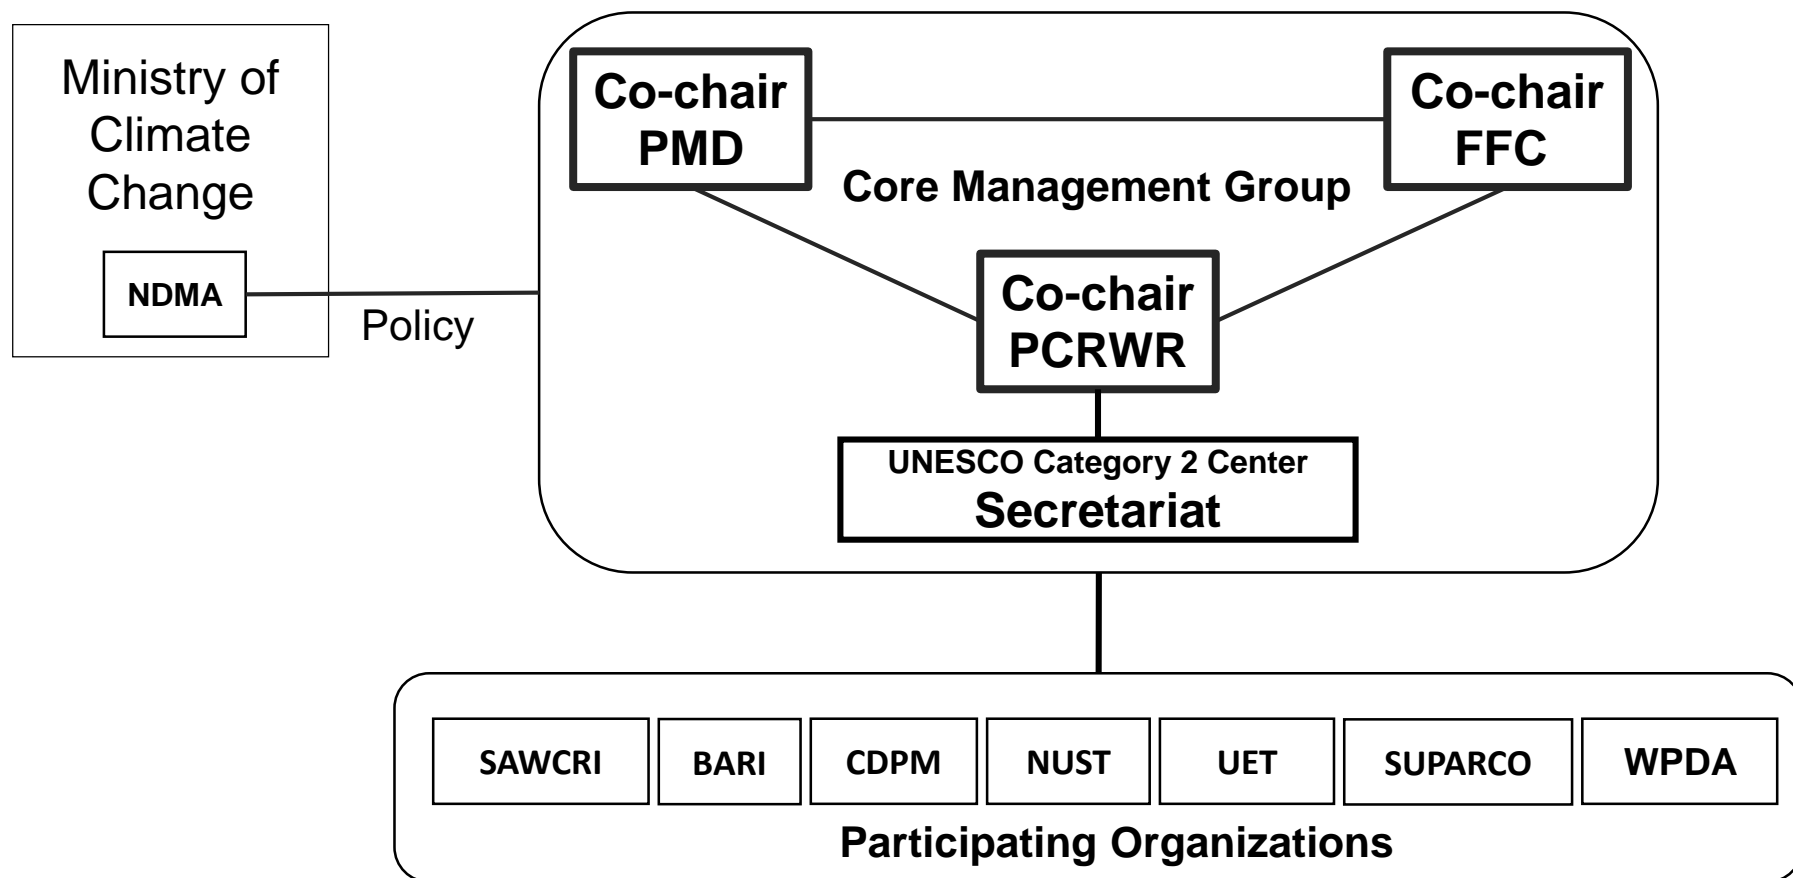 Ministry of
Climate
Change
NDMA
Policy
Co-chair
PMD
Co-chair
FFC
Core Management Group
Co-chair
PCRWR
UNESCO Category 2 Center
Secretariat
SAWCRI
BARI
CDPM
NUST
UET
SUPARCO
WPDA
Participating Organizations